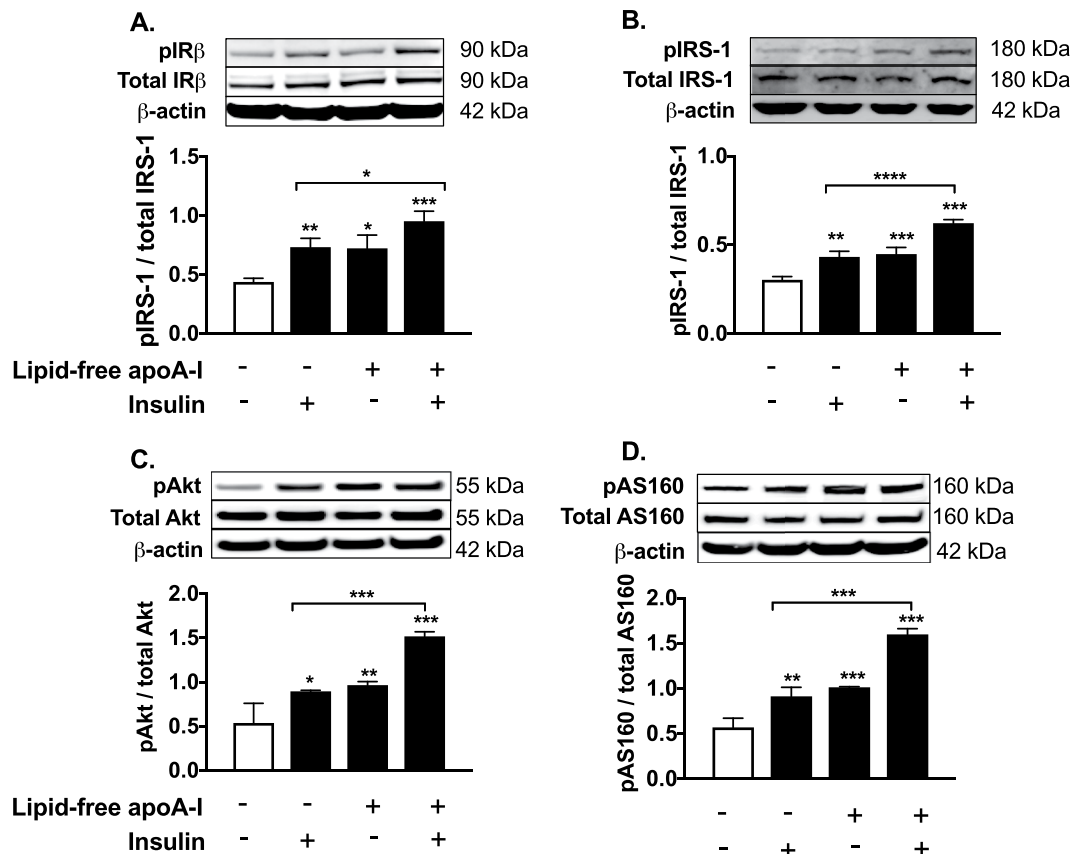 A.
pIRβ 90 kDa
Total IRβ 90 kDa
β-actin 42 kDa
pIRS-1 / total IRS-1
1.5
1.0
0.5
0.0
*
** * ***
Lipid-free apoA-I - - + +
Insulin - + - +
B.
pIRS-1 180 kDa
Total IRS-1 180 kDa
β-actin 42 kDa
pIRS-1 / total IRS-1
1.0
0.5
0.0
****
** *** ***
- - + +
- + - +
C.
pAkt 55 kDa
Total Akt 55 kDa
β-actin 42 kDa
pAkt / total Akt
2.0
1.5
1.0
0.5
0.0
***
* ** ***
Lipid-free apoA-I - - + +
Insulin - + - +
D.
pAS160 160 kDa
Total AS160 160 kDa
β-actin 42 kDa
pAS160 / total AS160
2.0
1.5
1.0
0.5
0.0
***
** *** ***
- - + +
- + - +